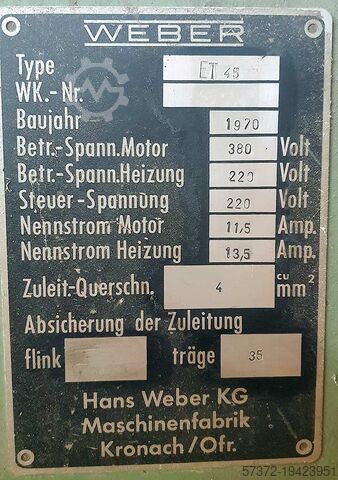 WEBER
Type ET 45
WK.-Nr.
Baujahr 1970
Betr.-Spann.Motor 380 Volt
Betr.-Spann.Heizung 220 Volt
Steuer-Spannung 220 Volt
Nennstrom Motor 11,5 Amp.
Nennstrom Heizung 13,5 Amp.
Zuleit-Querschn. 4 cu mm²
Absicherung der Zuleitung
flink träge 35
Hans Weber KG
Maschinenfabrik
Kronach/Ofr.
57372-19423951